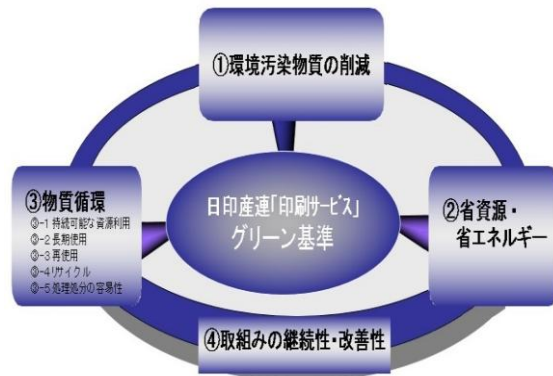 ①環境汚染物質の削減
③物質循環
③-1 持続可能な資源利用
③-2 長期使用
③-3 再使用
③-4 リサイクル
③-5 処理処分の容易性
日印産連「印刷サービス」
グリーン基準
②省資源・
省エネルギー
④取組みの継続性・改善性